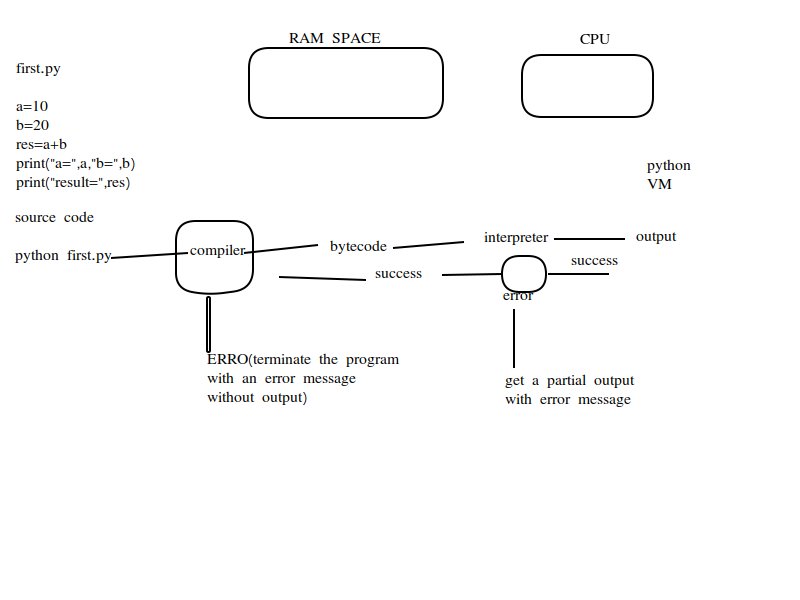 RAM SPACE
CPU
first.py
a=10
b=20
res=a+b
print("a=",a,"b=",b)
print("result=",res)
python
VM
source code
python first.py
compiler
bytecode
interpreter
output
success
success
error
ERRO(terminate the program
with an error message
without output)
get a partial output
with error message